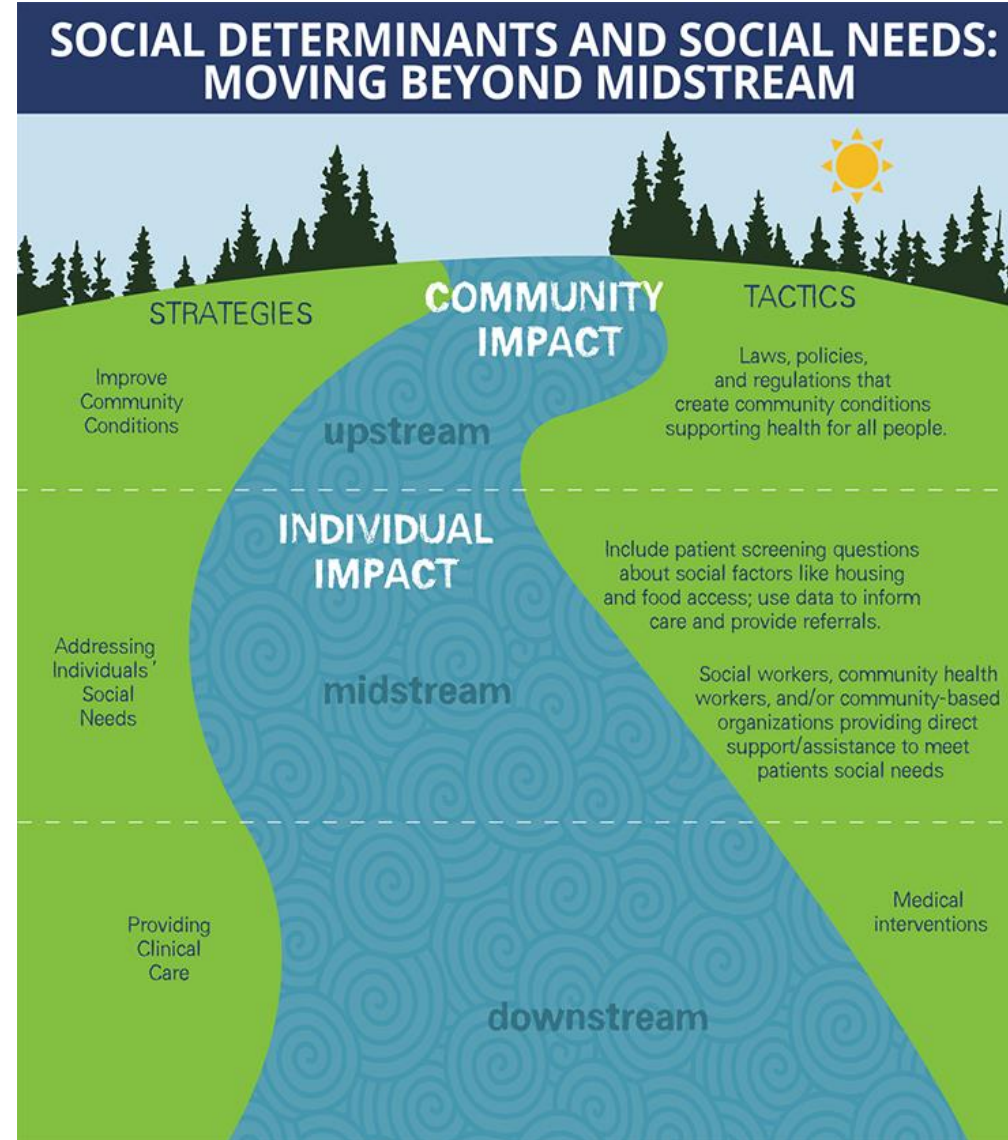 SOCIAL DETERMINANTS AND SOCIAL NEEDS:
MOVING BEYOND MIDSTREAM
STRATEGIES
COMMUNITY
IMPACT
TACTICS
Improve
Community
Conditions
upstream
Laws, policies,
and regulations that
create community conditions
supporting health for all people.
INDIVIDUAL
IMPACT
Addressing
Individuals'
Social
Needs
midstream
Include patient screening questions
about social factors like housing
and food access; use data to inform
care and provide referrals.
Social workers, community health
workers, and/or community-based
organizations providing direct
support/assistance to meet
patients social needs
Providing
Clinical
Care
downstream
Medical
interventions